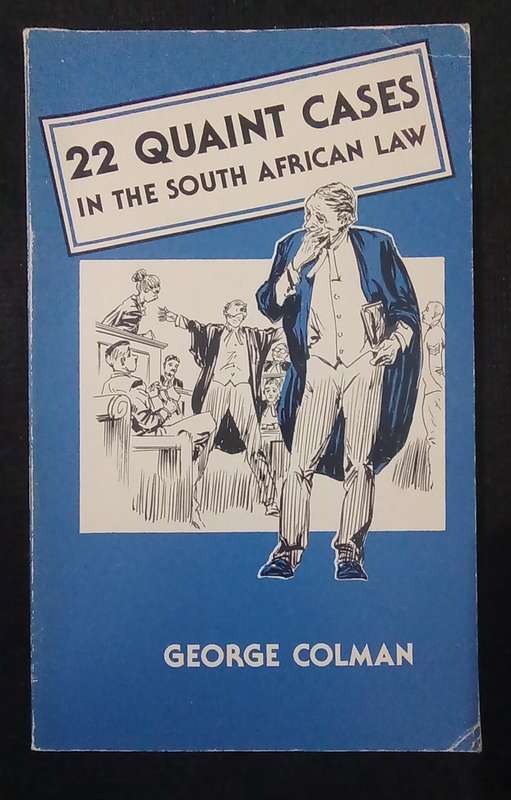 22 QUAINT CASES
IN THE SOUTH AFRICAN LAW
GEORGE COLMAN